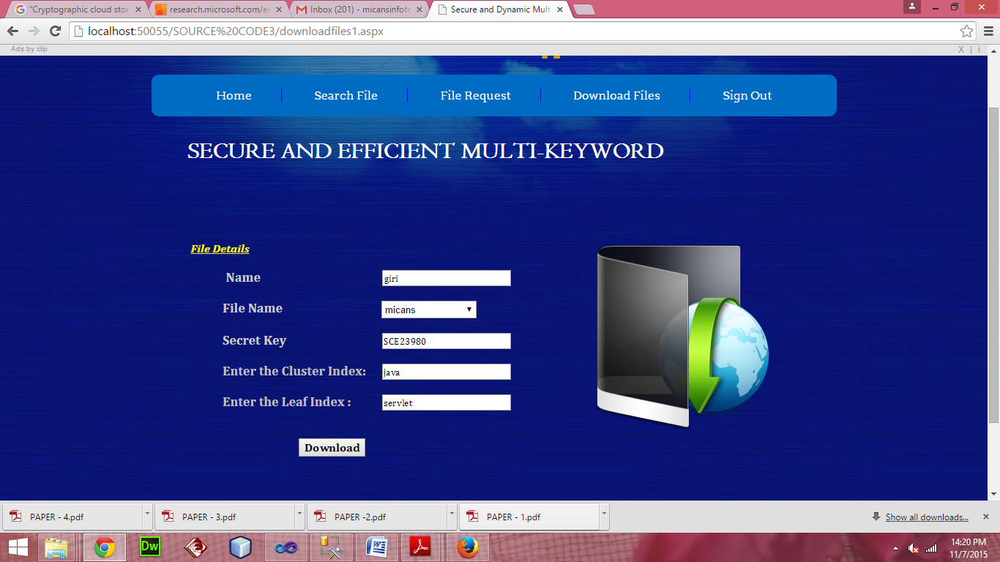 "Cryptographic cloud stor
research.microsoft.com/en
Inbox (201) - micansinfote
Secure and Dynamic Mult
localhost:50055/SOURCE%20CODE3/downloadfiles1.aspx
Ads by clip
X | i
Home
Search File
File Request
Download Files
Sign Out
SECURE AND EFFICIENT MULTI-KEYWORD
File Details
Name giri
File Name micans
Secret Key SCE23980
Enter the Cluster Index: java
Enter the Leaf Index : servlet
Download
PAPER - 4.pdf
PAPER - 3.pdf
PAPER -2.pdf
PAPER - 1.pdf
Show all downloads...
Dw
14:20 PM
11/7/2015